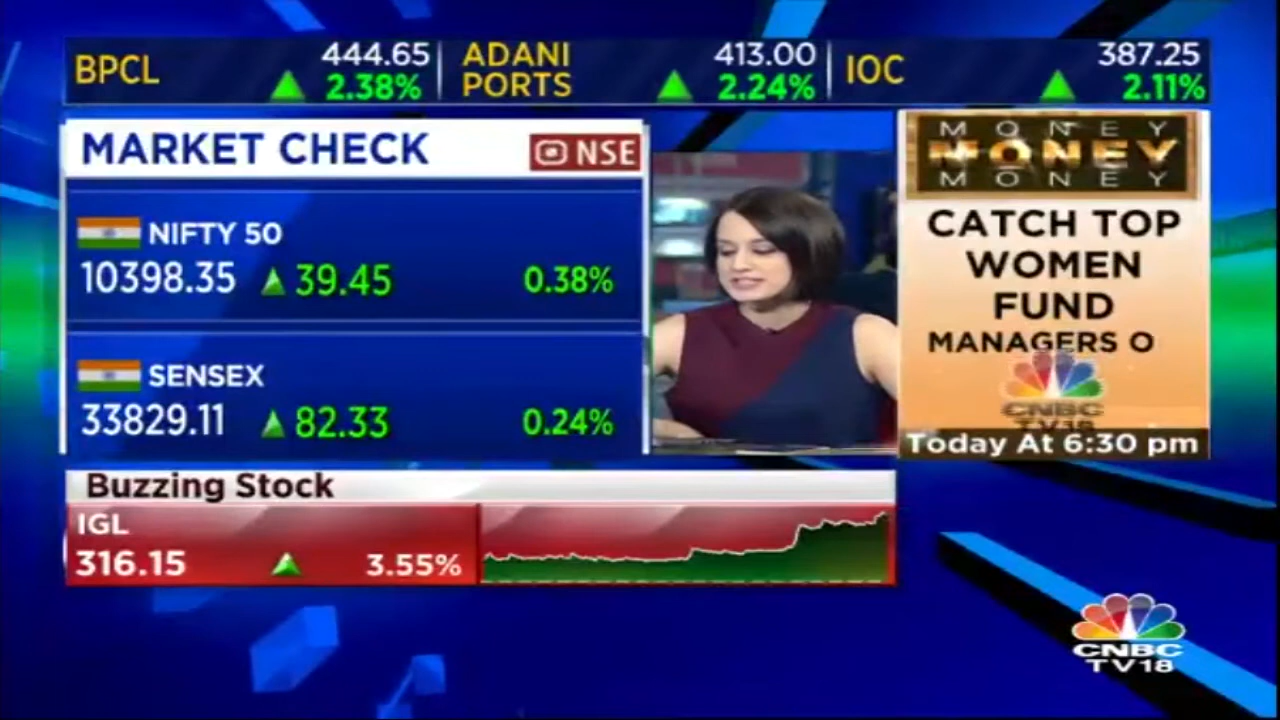 BPCL 444.65 2.38%
ADANI PORTS 413.00 2.24%
IOC 387.25 2.11%
MARKET CHECK NSE
NIFTY 50
10398.35 39.45 0.38%
SENSEX
33829.11 82.33 0.24%
MONEY
MONEY
MONEY
CATCH TOP
WOMEN
FUND
MANAGERS O
CNBC
TV18
Today At 6:30 pm
Buzzing Stock
IGL
316.15 3.55%
CNBC
TV18